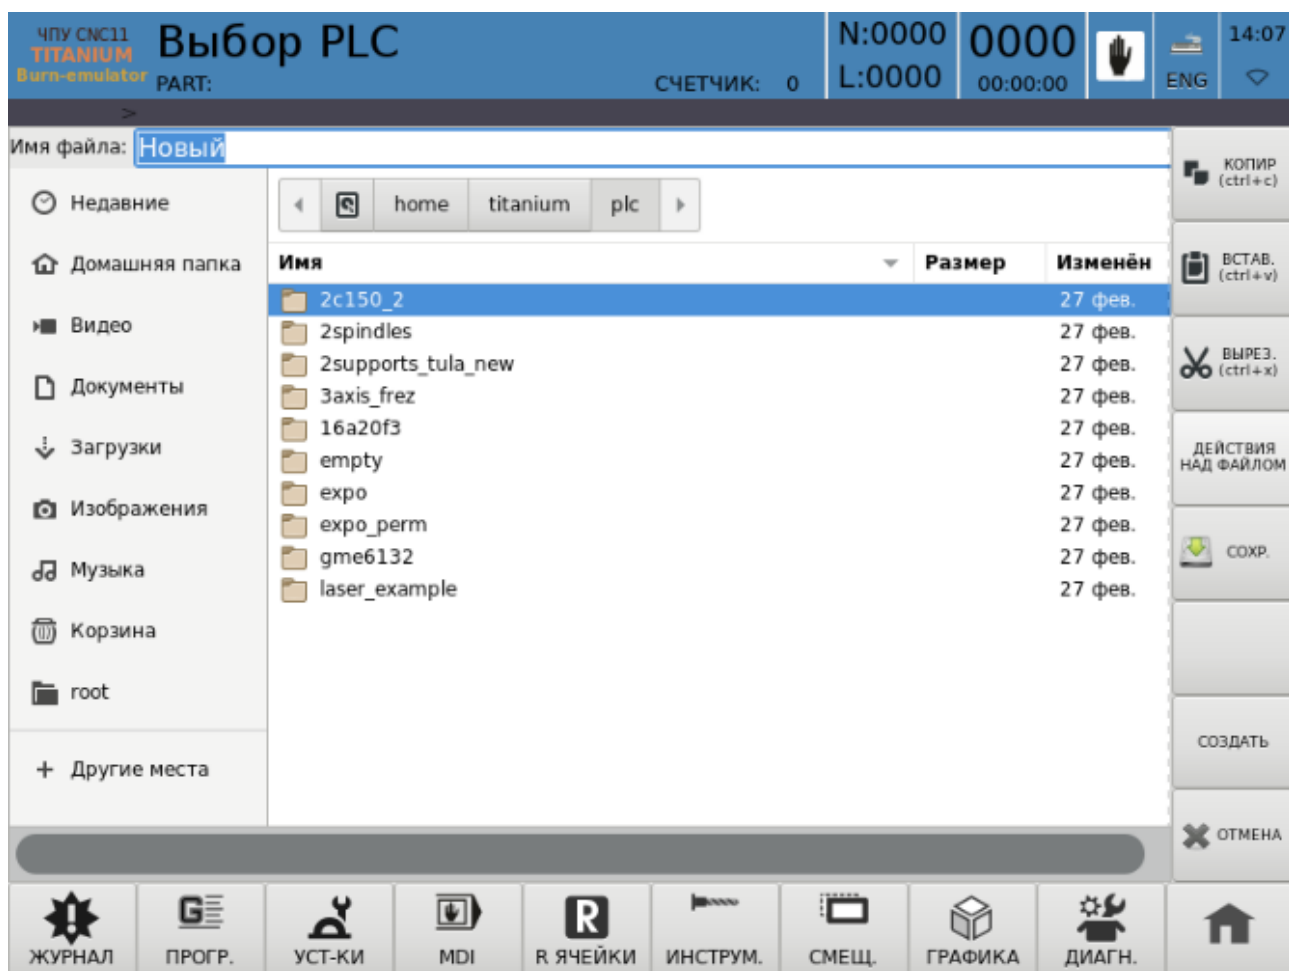 ЧПУ CNC11
TITANIUM
Burn-emulator
Выбор PLC
PART:
СЧЕТЧИК: 0
N:0000
L:0000
0000
00:00:00
ENG
14:07
>
Имя файла: Новый
Недавние
Домашняя папка
Видео
Документы
Загрузки
Изображения
Музыка
Корзина
root
+ Другие места
home titanium plc
Имя Размер Изменён
2c150_2 27 фев.
2spindles 27 фев.
2supports_tula_new 27 фев.
3axis_frez 27 фев.
16a20f3 27 фев.
empty 27 фев.
expo 27 фев.
expo_perm 27 фев.
gme6132 27 фев.
laser_example 27 фев.
КОПИР
(ctrl+c)
ВСТАВ.
(ctrl+v)
ВЫРЕЗ.
(ctrl+x)
ДЕЙСТВИЯ
НАД ФАЙЛОМ
СОХР.
СОЗДАТЬ
ОТМЕНА
ЖУРНАЛ
G
ПРОГР.
УСТ-КИ
MDI
R
R ЯЧЕЙКИ
ИНСТРУМ.
СМЕЩ.
ГРАФИКА
ДИАГН.